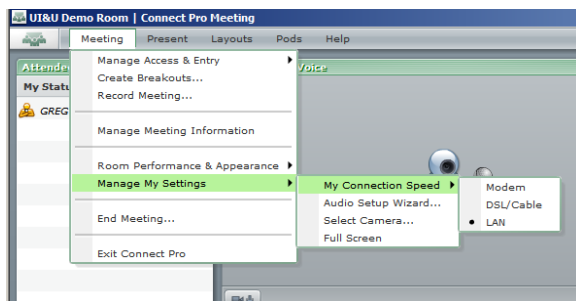 UI&U Demo Room | Connect Pro Meeting
Meeting Present Layouts Pods Help
Attende
Voice
My Statu
GREG
Manage Access & Entry
Create Breakouts...
Record Meeting...
Manage Meeting Information
Room Performance & Appearance
Manage My Settings
End Meeting...
Exit Connect Pro
My Connection Speed
Audio Setup Wizard...
Select Camera...
Full Screen
Modem
DSL/Cable
LAN